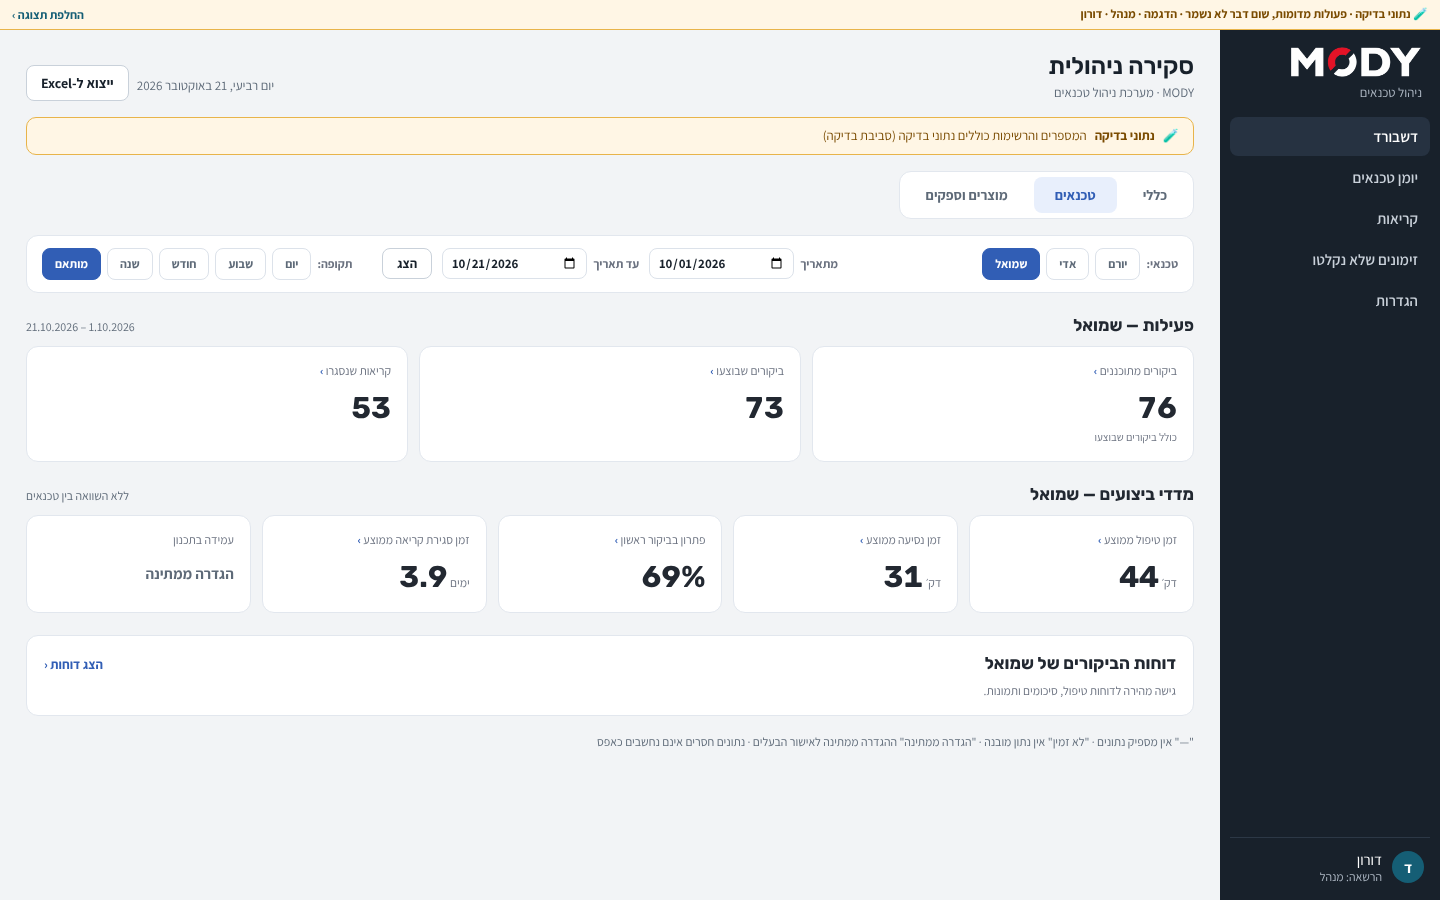 🧪 נתוני בדיקה · פעולות מדומות, שום דבר לא נשמר · הדגמה · מנהל · דורון
החלפת תצוגה ‹
MODY
ניהול טכנאים
דשבורד
יומן טכנאים
קריאות
זימונים שלא נקלטו
הגדרות
דורון
הרשאה: מנהל
ד
סקירה ניהולית
MODY · מערכת ניהול טכנאים
יום רביעי, 21 באוקטובר 2026
ייצוא ל-Excel
🧪 נתוני בדיקה המספרים והרשימות כוללים נתוני בדיקה (סביבת בדיקה)
כללי
טכנאים
מוצרים וספקים
טכנאי: יורם אדי שמואל
מתאריך 10/01/2026 עד תאריך 10/21/2026 הצג
תקופה: יום שבוע חודש שנה מותאם
פעילות — שמואל
1.10.2026 – 21.10.2026
ביקורים מתוכננים ‹
76
כולל ביקורים שבוצעו
ביקורים שבוצעו ‹
73
קריאות שנסגרו ‹
53
מדדי ביצועים — שמואל
ללא השוואה בין טכנאים
זמן טיפול ממוצע ‹
44 דק׳
זמן נסיעה ממוצע ‹
31 דק׳
פתרון בביקור ראשון ‹
69%
זמן סגירת קריאה ממוצע ‹
3.9 ימים
עמידה בתכנון
הגדרה ממתינה
דוחות הביקורים של שמואל
גישה מהירה לדוחות טיפול, סיכומים ותמונות.
הצג דוחות ‹
"—" אין מספיק נתונים · "לא זמין" אין נתון מובנה · "הגדרה ממתינה" ההגדרה ממתינה לאישור הבעלים · נתונים חסרים אינם נחשבים כאפס